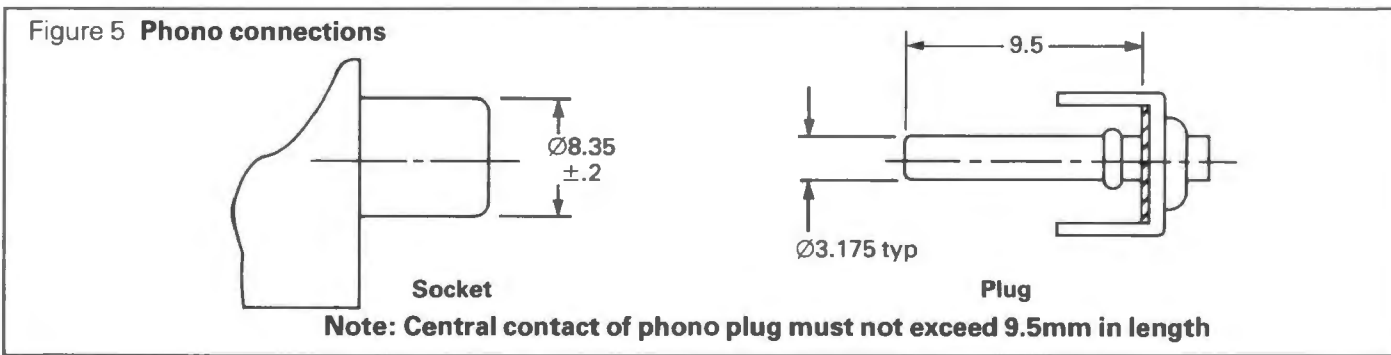 Figure 5 Phono connections
9.5
Ø8.35
±.2
Ø3.175 typ
Socket
Plug
Note: Central contact of phono plug must not exceed 9.5mm in length